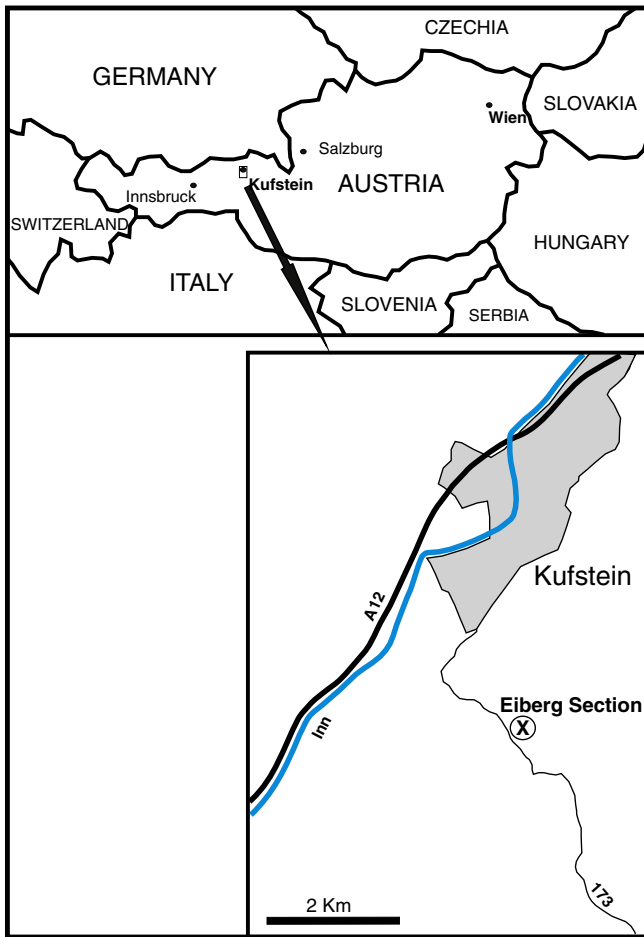 CZECHIA
GERMANY
SLOVAKIA
Wien
Salzburg
Kufstein
Innsbruck
AUSTRIA
SWITZERLAND
HUNGARY
ITALY
SLOVENIA
SERBIA
Kufstein
A12
Eiberg Section
X
Inn
173
2 Km